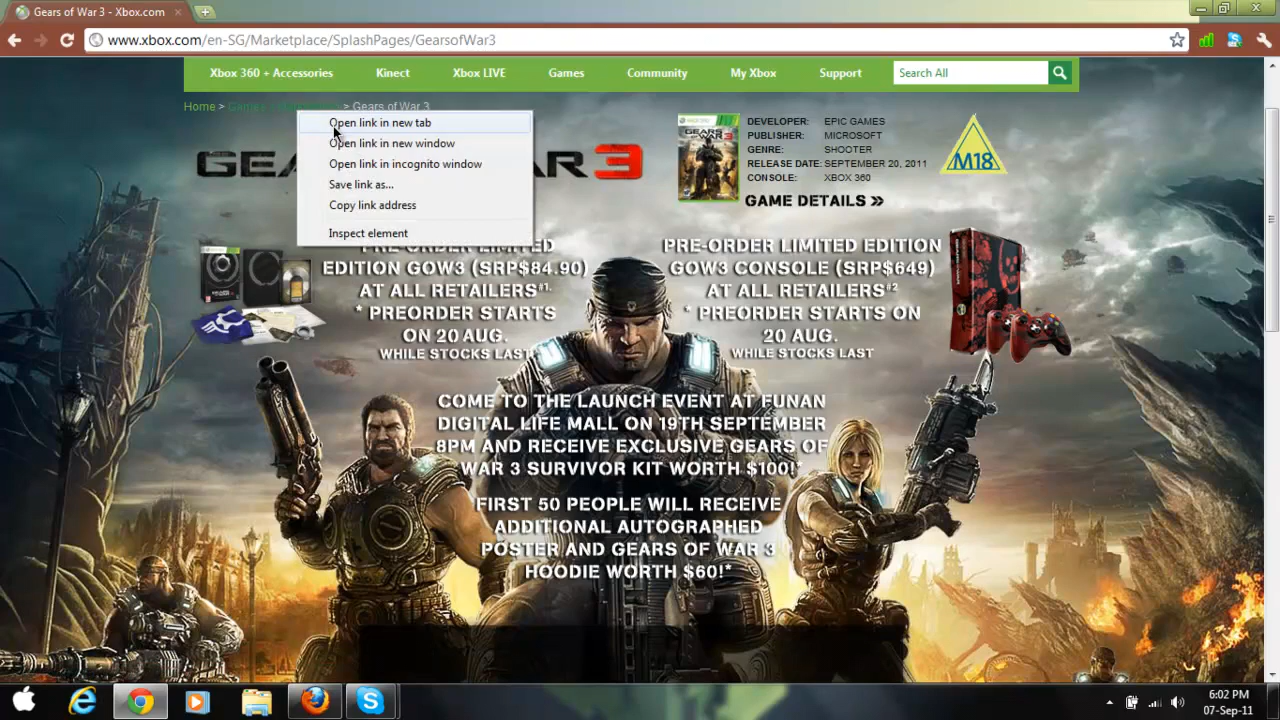 Gears of War 3 - Xbox.com
www.xbox.com/en-SG/Marketplace/SplashPages/GearsofWar3
Xbox 360 + Accessories Kinect Xbox LIVE Games Community My Xbox Support Search All
Home > Games > > Gears of War 3
Open link in new tab
Open link in new window
Open link in incognito window
Save link as...
Copy link address
Inspect element
GEARS OF WAR 3
GEA AR 3
DEVELOPER: EPIC GAMES
PUBLISHER: MICROSOFT
GENRE: SHOOTER
RELEASE DATE: SEPTEMBER 20, 2011
CONSOLE: XBOX 360
GAME DETAILS »
M18
PRE-ORDER LIMITED
EDITION GOW3 (SRP$84.90)
AT ALL RETAILERS#1.
* PREORDER STARTS
ON 20 AUG.
WHILE STOCKS LAST
PRE-ORDER LIMITED EDITION
GOW3 CONSOLE (SRP$649)
AT ALL RETAILERS#2
* PREORDER STARTS ON
20 AUG.
WHILE STOCKS LAST
COME TO THE LAUNCH EVENT AT FUNAN
DIGITAL LIFE MALL ON 19TH SEPTEMBER
8PM AND RECEIVE EXCLUSIVE GEARS OF
WAR 3 SURVIVOR KIT WORTH $100!*
FIRST 50 PEOPLE WILL RECEIVE
ADDITIONAL AUTOGRAPHED
POSTER AND GEARS OF WAR 3
HOODIE WORTH $60!*
6:02 PM
07-Sep-11